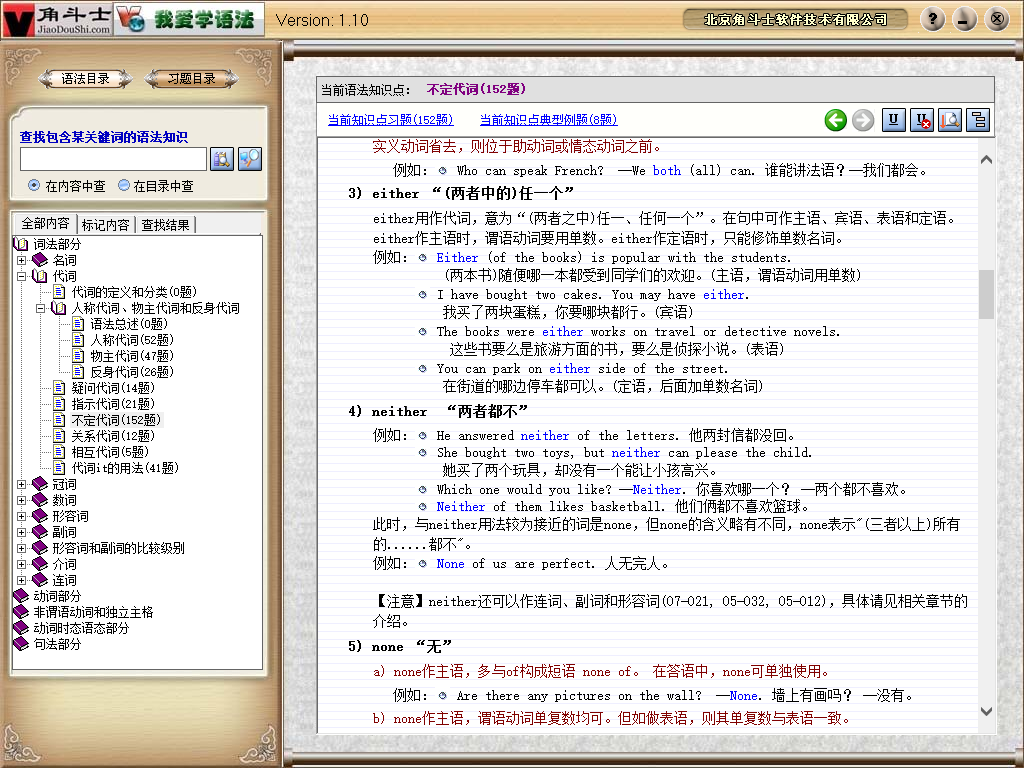 角斗士
JiaoDouShi.com
我爱学语法
Version: 1.10
北京角斗士软件技术有限公司
语法目录
习题目录
查找包含某关键词的语法知识
在内容中查
在目录中查
全部内容
标记内容
查找结果
词法部分
名词
代词
代词的定义和分类(0题)
人称代词、物主代词和反身代词
语法总述(0题)
人称代词(52题)
物主代词(47题)
反身代词(26题)
疑问代词(14题)
指示代词(21题)
不定代词(152题)
关系代词(12题)
相互代词(5题)
代词it的用法(41题)
冠词
数词
形容词
副词
形容词和副词的比较级别
介词
连词
动词部分
非谓语动词和独立主格
动词时态语态部分
句法部分
当前语法知识点： 不定代词(152题)
当前知识点习题(152题)
当前知识点典型例题(8题)
实义动词省去，则位于助动词或情态动词之前。
例如： Who can speak French? —We both (all) can. 谁能讲法语？—我们都会。
3) either “(两者中的)任一个”
either用作代词，意为“(两者之中)任一、任何一个”。在句中可作主语、宾语、表语和定语。
either作主语时，谓语动词要用单数。either作定语时，只能修饰单数名词。
例如： Either (of the books) is popular with the students.
(两本书)随便哪一本都受到同学们的欢迎。(主语，谓语动词用单数)
I have bought two cakes. You may have either.
我买了两块蛋糕，你要哪块都行。(宾语)
The books were either works on travel or detective novels.
这些书要么是旅游方面的书，要么是侦探小说。(表语)
You can park on either side of the street.
在街道的哪边停车都可以。(定语，后面加单数名词)
4) neither “两者都不”
例如： He answered neither of the letters. 他两封信都没回。
She bought two toys, but neither can please the child.
她买了两个玩具，却没有一个能让小孩高兴。
Which one would you like? —Neither. 你喜欢哪一个？ —两个都不喜欢。
Neither of them likes basketball. 他们俩都不喜欢篮球。
此时，与neither用法较为接近的词是none，但none的含义略有不同，none表示"(三者以上)所有
的......都不"。
例如： None of us are perfect. 人无完人。
【注意】neither还可以作连词、副词和形容词(07-021, 05-032, 05-012)，具体请见相关章节的
介绍。
5) none “无”
a) none作主语，多与of构成短语 none of。 在答语中，none可单独使用。
例如： Are there any pictures on the wall? —None. 墙上有画吗？ —没有。
b) none作主语，谓语动词单复数均可。但如做表语，则其单复数与表语一致。